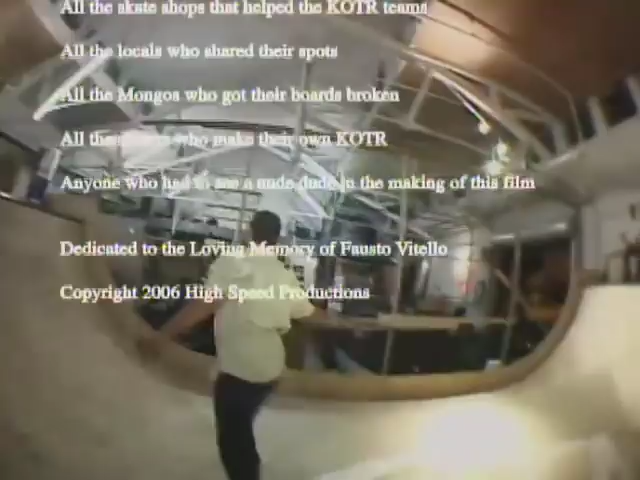 All the skate shops that helped the KOTR teams
All the locals who shared their spots
All the Mongos who got their boards broken
All the who make their own KOTR
Anyone who had to see a nude dude in the making of this film
Dedicated to the Loving Memory of Fausto Vitello
Copyright 2006 High Speed Productions